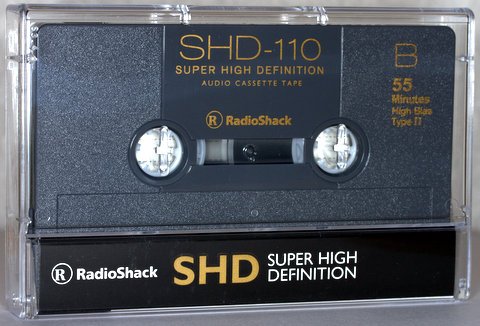 SHD-110
SUPER HIGH DEFINITION
AUDIO CASSETTE TAPE
B
55
Minutes
High Bias
Type II
R RadioShack
R RadioShack
SHD
SUPER HIGH
DEFINITION